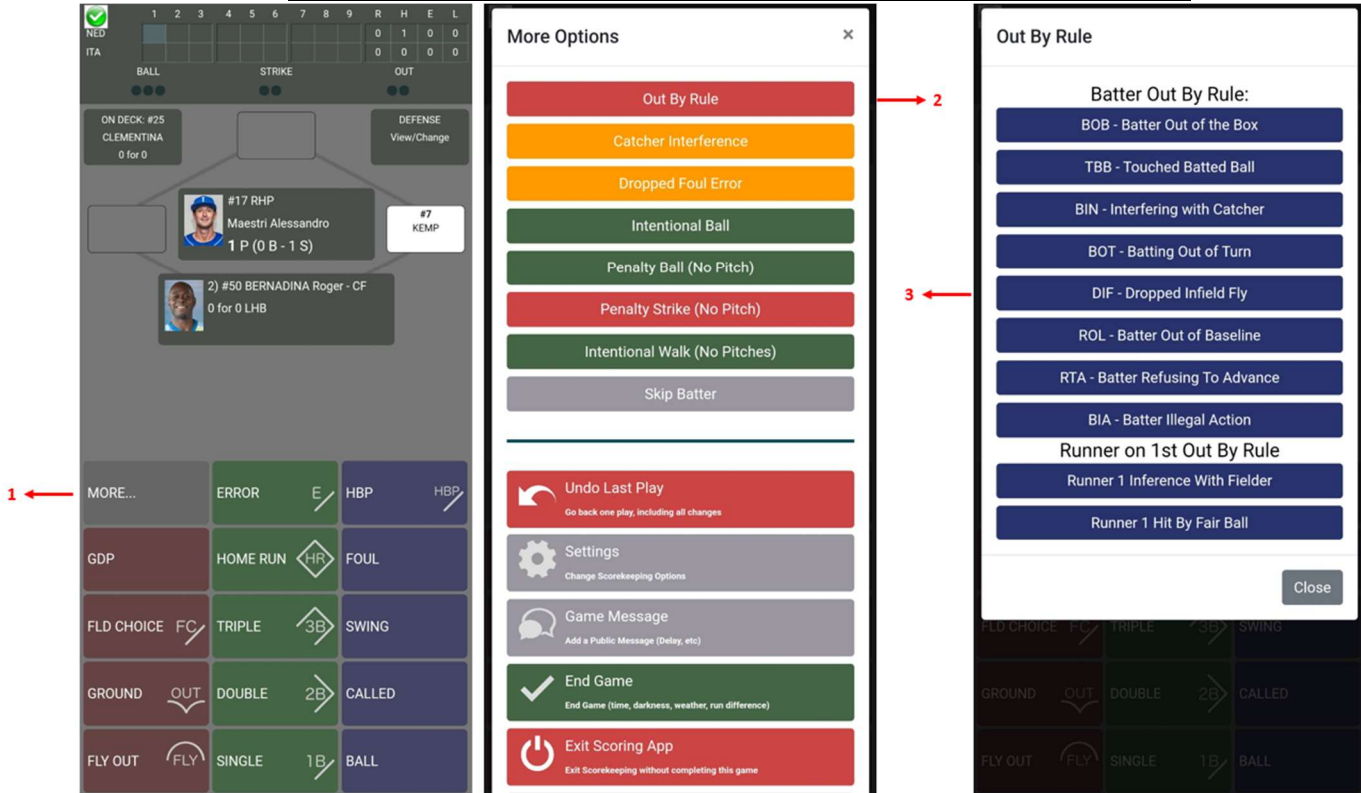 1 2 3 4 5 6 7 8 9 R H E L
NED 0 1 0 0
ITA 0 0 0 0
BALL STRIKE OUT
ON DECK: #25
CLEMENTINA
0 for 0
DEFENSE
View/Change
#17 RHP
Maestri Alessandro
1 P (0 B - 1 S)
#7
KEMP
2) #50 BERNADINA Roger - CF
0 for 0 LHB
1
MORE...
ERROR E
HBP HBP
GDP
HOME RUN HR
FOUL
FLD CHOICE FC
TRIPLE 3B
SWING
GROUND OUT
DOUBLE 2B
CALLED
FLY OUT FLY
SINGLE 1B
BALL
More Options ×
Out By Rule
2
Catcher Interference
Dropped Foul Error
Intentional Ball
Penalty Ball (No Pitch)
Penalty Strike (No Pitch)
Intentional Walk (No Pitches)
Skip Batter
Undo Last Play
Go back one play, including all changes
Settings
Change Scorekeeping Options
Game Message
Add a Public Message (Delay, etc)
End Game
End Game (time, darkness, weather, run difference)
Exit Scoring App
Exit Scorekeeping without completing this game
Out By Rule
Batter Out By Rule:
BOB - Batter Out of the Box
TBB - Touched Batted Ball
BIN - Interfering with Catcher
BOT - Batting Out of Turn
3
DIF - Dropped Infield Fly
ROL - Batter Out of Baseline
RTA - Batter Refusing To Advance
BIA - Batter Illegal Action
Runner on 1st Out By Rule
Runner 1 Inference With Fielder
Runner 1 Hit By Fair Ball
Close
FLD CHOICE FC TRIPLE 3B SWING
GROUND OUT DOUBLE 2B CALLED
FLY OUT FLY SINGLE 1B BALL